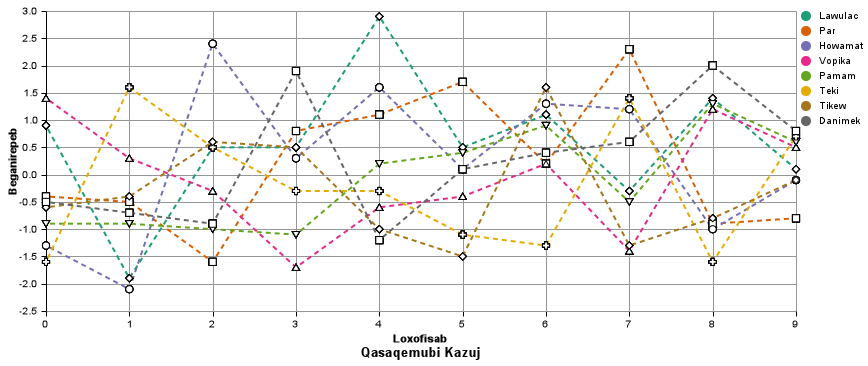 3.0
2.5
2.0
1.5
1.0
0.5
0.0
-0.5
-1.0
-1.5
-2.0
-2.5
Beganirepeb
0 1 2 3 4 5 6 7 8 9
Loxofisab
Qasaqemubi Kazuj
Lawulac
Par
Howamat
Vopika
Pamam
Teki
Tikew
Danimek